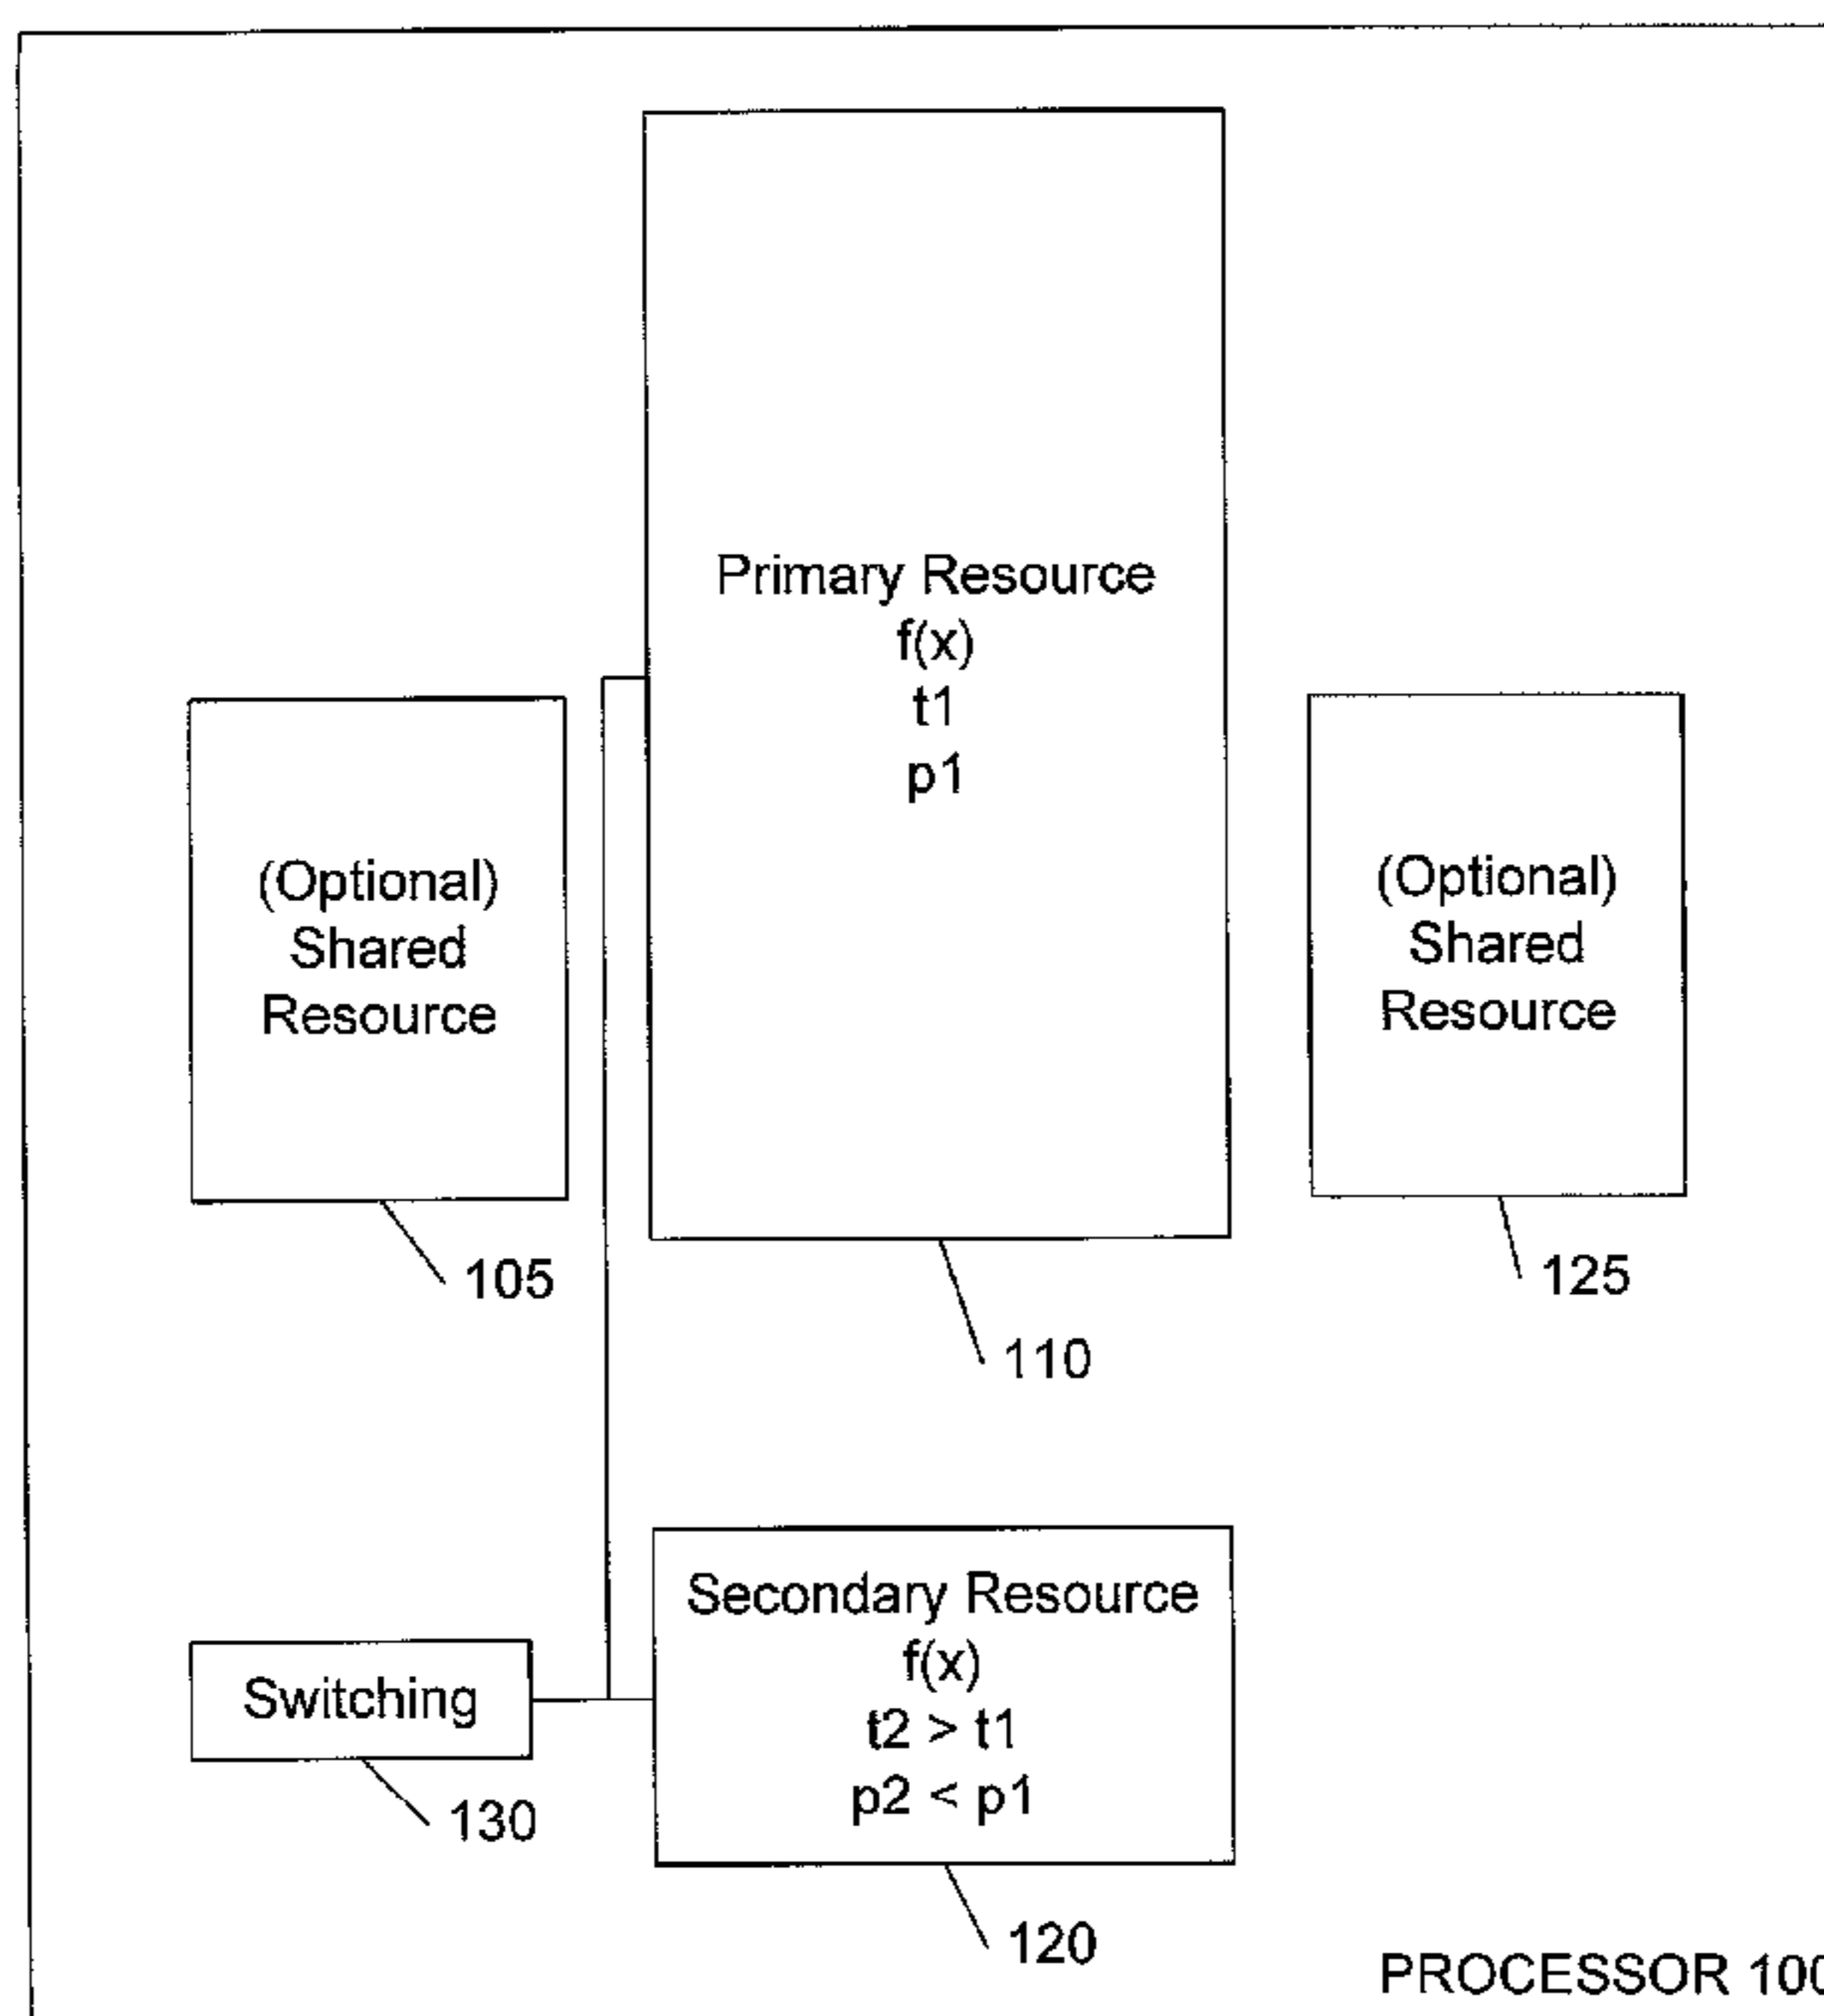 Primary Resource
f(x)
t1
p1
(Optional)
Shared
Resource
105
(Optional)
Shared
Resource
125
110
Secondary Resource
f(x)
t2 > t1
p2 < p1
Switching
130
120
PROCESSOR 100